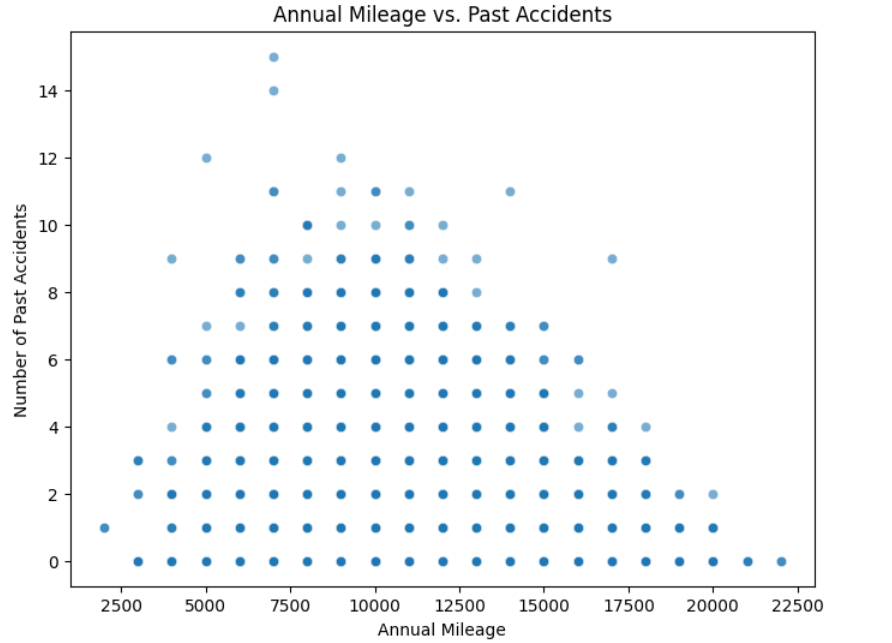 Annual Mileage vs. Past Accidents
14
12
10
8
6
4
2
0
Number of Past Accidents
2500 5000 7500 10000 12500 15000 17500 20000 22500
Annual Mileage